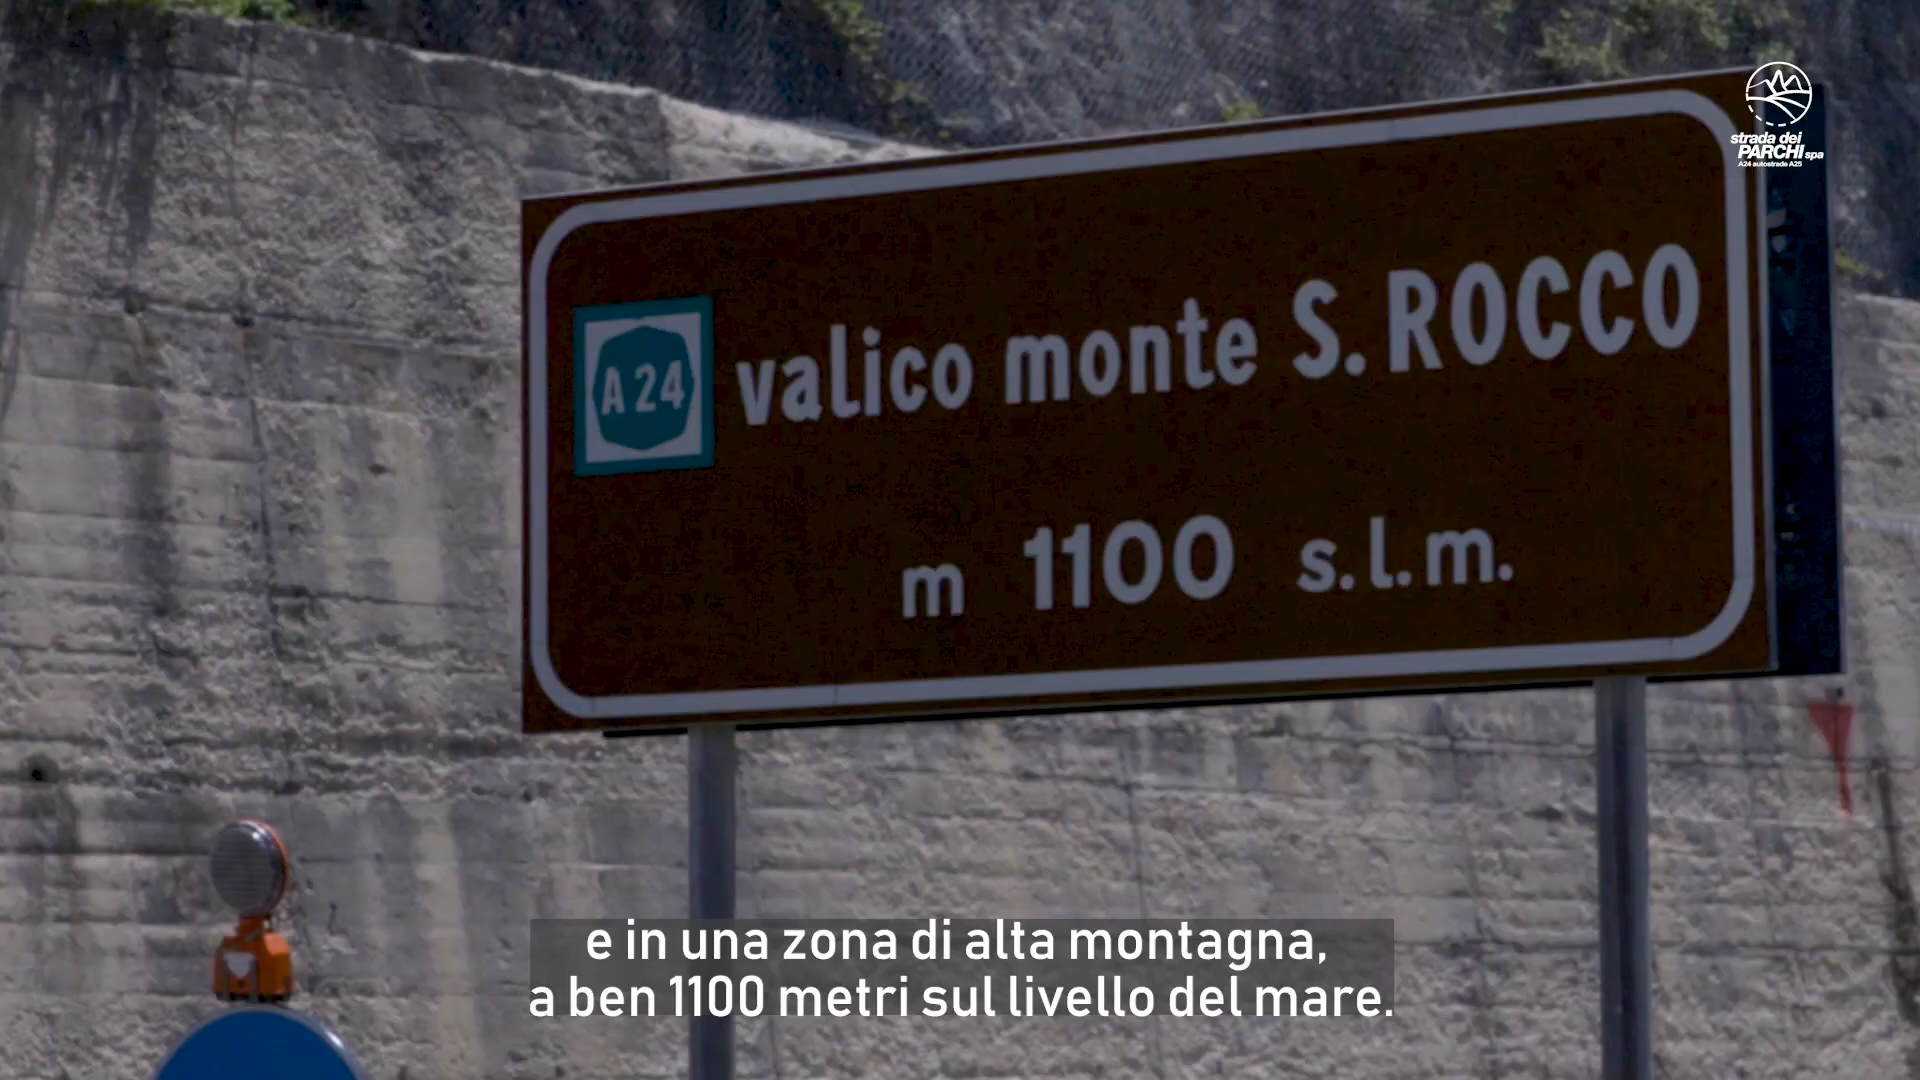 strada dei
PARCHI spa
A24 autostrade A25
A 24
valico monte S. ROCCO
m 1100 s.l.m.
e in una zona di alta montagna,
a ben 1100 metri sul livello del mare.